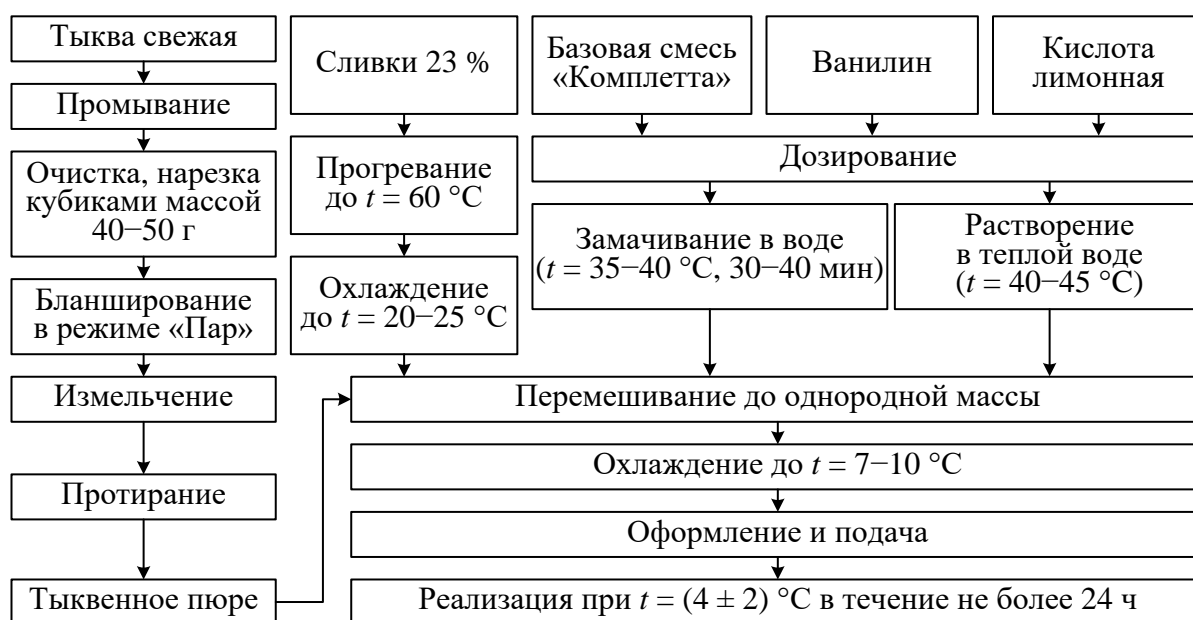 Тыква свежая
Промывание
Очистка, нарезка
кубиками массой
40−50 г
Бланширование
в режиме «Пар»
Измельчение
Протирание
Тыквенное пюре
Сливки 23 %
Прогревание
до t = 60 °С
Охлаждение
до t = 20−25 °С
Базовая смесь
«Комплетта»
Ванилин
Кислота
лимонная
Дозирование
Замачивание в воде
(t = 35−40 °С, 30−40 мин)
Растворение
в теплой воде
(t = 40−45 °С)
Перемешивание до однородной массы
Охлаждение до t = 7−10 °С
Оформление и подача
Реализация при t = (4 ± 2) °С в течение не более 24 ч